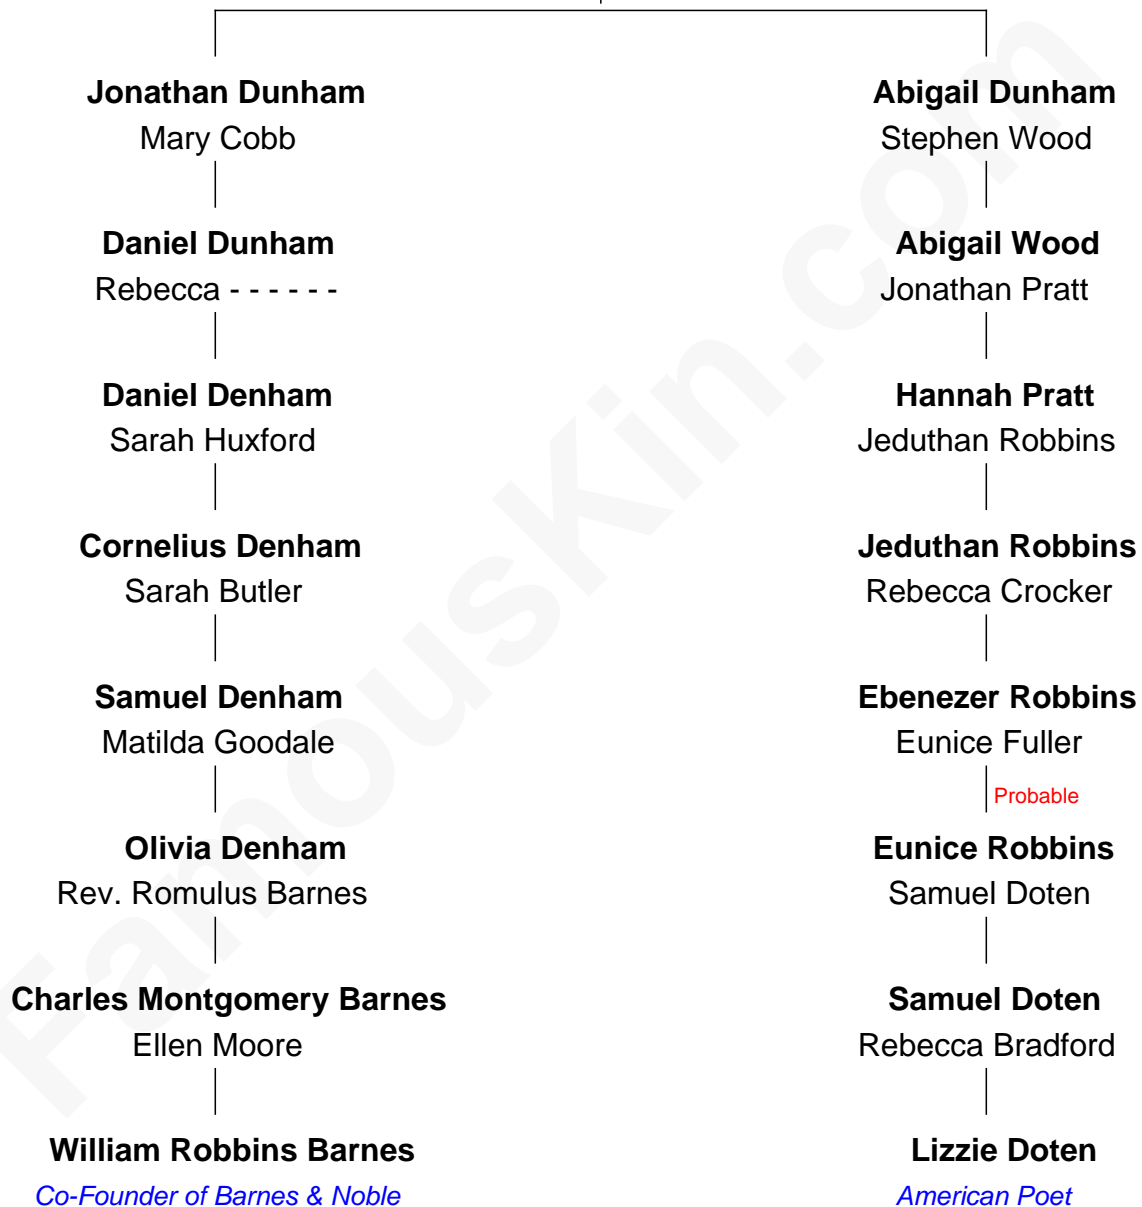 Jonathan Dunham
Mary Cobb
Daniel Dunham
Rebecca - - - - - -
Daniel Denham
Sarah Huxford
Cornelius Denham
Sarah Butler
Samuel Denham
Matilda Goodale
Olivia Denham
Rev. Romulus Barnes
Charles Montgomery Barnes
Ellen Moore
William Robbins Barnes
Co-Founder of Barnes & Noble
Abigail Dunham
Stephen Wood
Abigail Wood
Jonathan Pratt
Hannah Pratt
Jeduthan Robbins
Jeduthan Robbins
Rebecca Crocker
Ebenezer Robbins
Eunice Fuller
Probable
Eunice Robbins
Samuel Doten
Samuel Doten
Rebecca Bradford
Lizzie Doten
American Poet
FamousKin.com